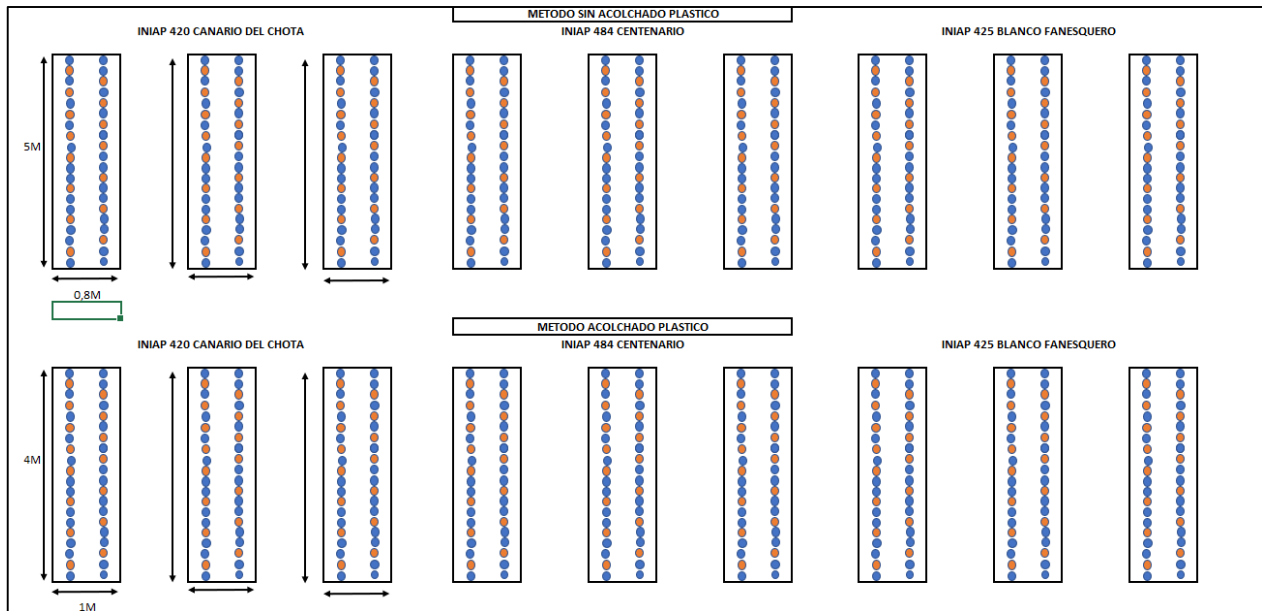 METODO SIN ACOLCHADO PLASTICO
INIAP 420 CANARIO DEL CHOTA
INIAP 484 CENTENARIO
INIAP 425 BLANCO FANESQUERO
5M
0,8M
METODO ACOLCHADO PLASTICO
INIAP 420 CANARIO DEL CHOTA
INIAP 484 CENTENARIO
INIAP 425 BLANCO FANESQUERO
4M
1M